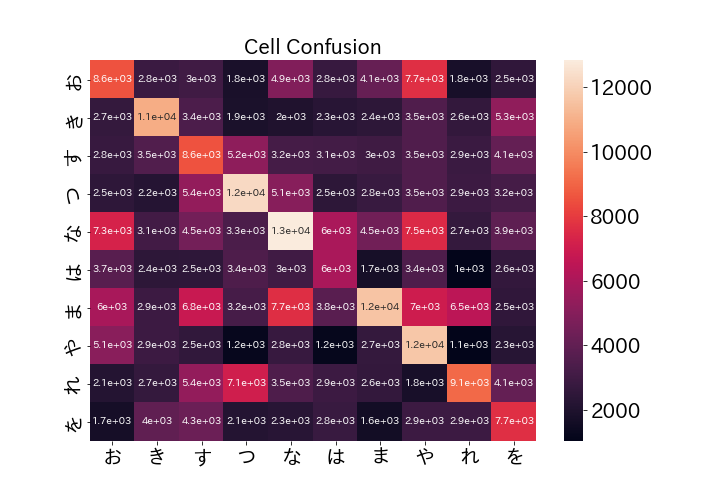 Cell Confusion
お 8.6e+03 2.8e+03 3e+03 1.8e+03 4.9e+03 2.8e+03 4.1e+03 7.7e+03 1.8e+03 2.5e+03
き 2.7e+03 1.1e+04 3.4e+03 1.9e+03 2e+03 2.3e+03 2.4e+03 3.5e+03 2.6e+03 5.3e+03
す 2.8e+03 3.5e+03 8.6e+03 5.2e+03 3.2e+03 3.1e+03 3e+03 3.5e+03 2.9e+03 4.1e+03
つ 2.5e+03 2.2e+03 5.4e+03 1.2e+04 5.1e+03 2.5e+03 2.8e+03 3.5e+03 2.9e+03 3.2e+03
な 7.3e+03 3.1e+03 4.5e+03 3.3e+03 1.3e+04 6e+03 4.5e+03 7.5e+03 2.7e+03 3.9e+03
は 3.7e+03 2.4e+03 2.5e+03 3.4e+03 3e+03 6e+03 1.7e+03 3.4e+03 1e+03 2.6e+03
ま 6e+03 2.9e+03 6.8e+03 3.2e+03 7.7e+03 3.8e+03 1.2e+04 7e+03 6.5e+03 2.5e+03
や 5.1e+03 2.9e+03 2.5e+03 1.2e+03 2.8e+03 1.2e+03 2.7e+03 1.2e+04 1.1e+03 2.3e+03
れ 2.1e+03 2.7e+03 5.4e+03 7.1e+03 3.5e+03 2.9e+03 2.6e+03 1.8e+03 9.1e+03 4.1e+03
を 1.7e+03 4e+03 4.3e+03 2.1e+03 2.3e+03 2.8e+03 1.6e+03 2.9e+03 2.9e+03 7.7e+03
お き す つ な は ま や れ を
12000
10000
8000
6000
4000
2000